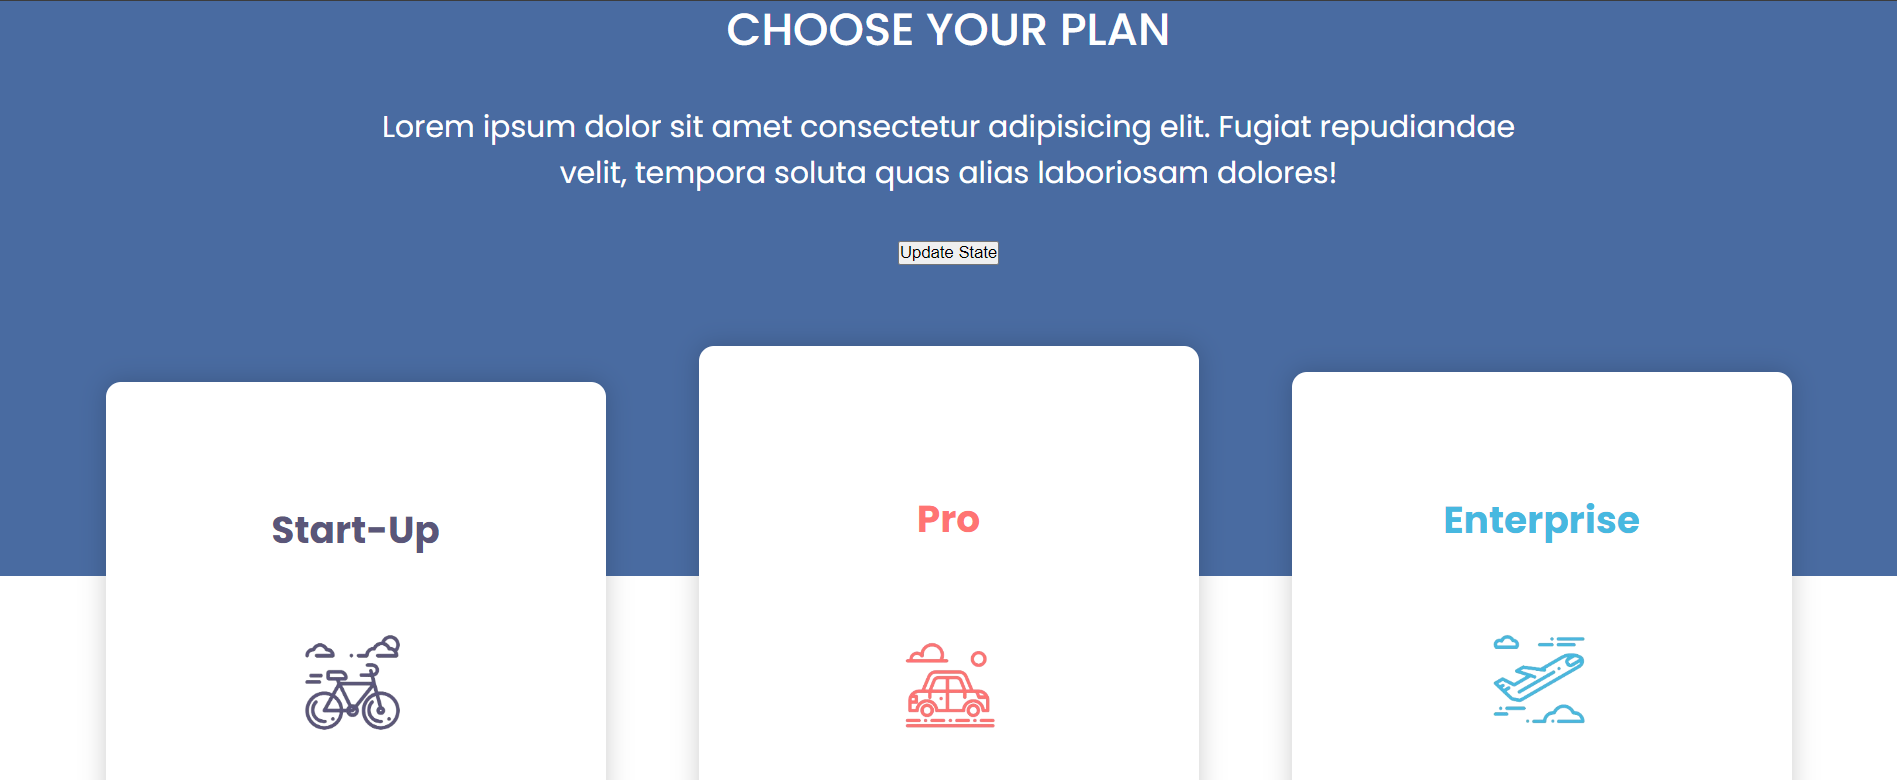 CHOOSE YOUR PLAN
Lorem ipsum dolor sit amet consectetur adipisicing elit. Fugiat repudiandae
velit, tempora soluta quas alias laboriosam dolores!
Update State
Start-Up
Pro
Enterprise